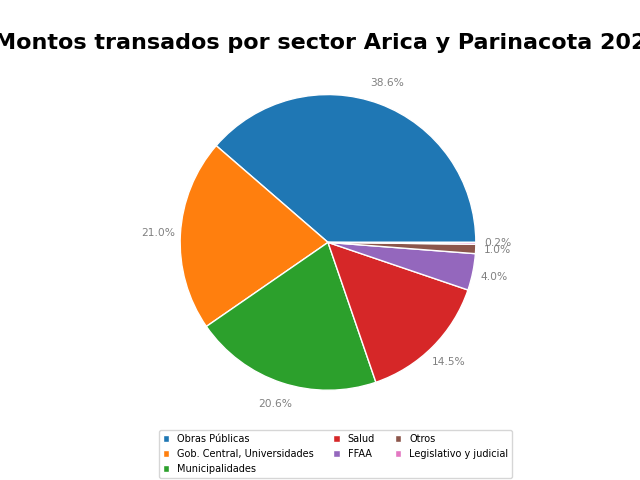 Montos transados por sector Arica y Parinacota 202
38.6%
21.0%
0.2%
1.0%
4.0%
14.5%
20.6%
Obras Públicas
Gob. Central, Universidades
Municipalidades
Salud
FFAA
Otros
Legislativo y judicial